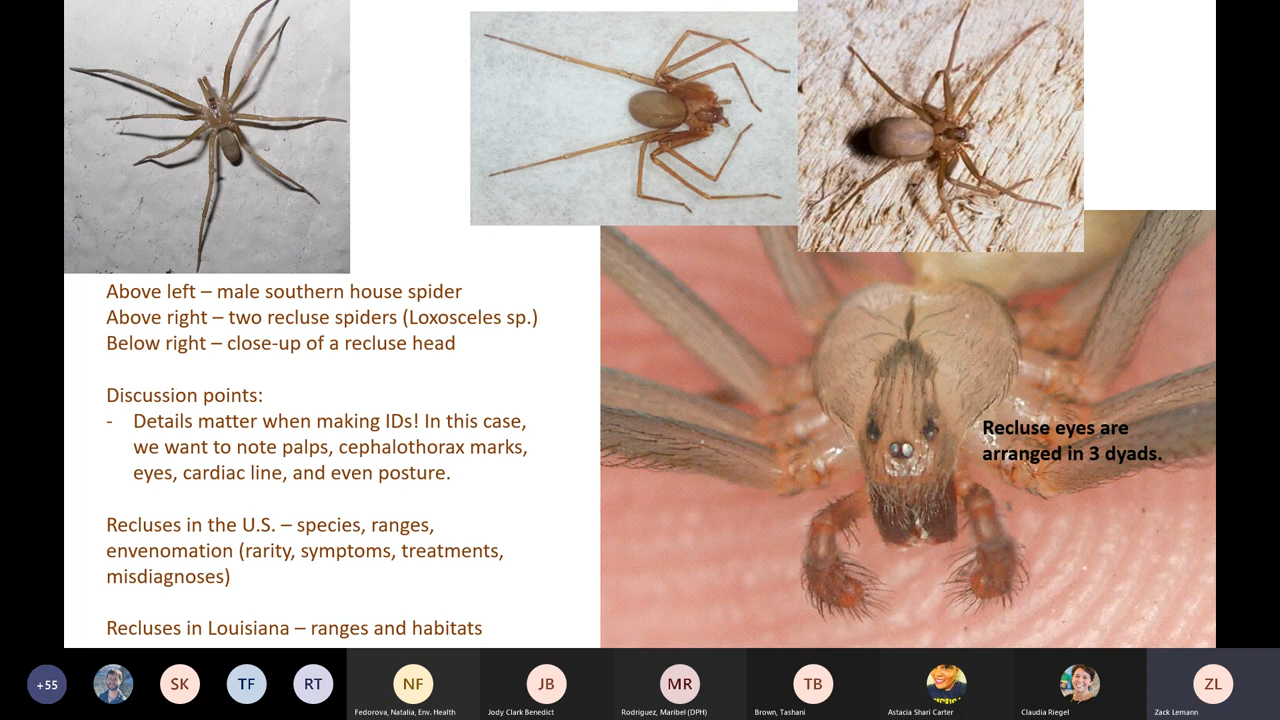 Above left – male southern house spider
Above right – two recluse spiders (Loxosceles sp.)
Below right – close-up of a recluse head
Discussion points:
- Details matter when making IDs! In this case,
we want to note palps, cephalothorax marks,
eyes, cardiac line, and even posture.
Recluses in the U.S. – species, ranges,
envenomation (rarity, symptoms, treatments,
misdiagnoses)
Recluses in Louisiana – ranges and habitats
Recluse eyes are
arranged in 3 dyads.
+55
SK
TF
RT
NF
JB
MR
TB
ZL
Fedorova, Natalia, Env. Health
Jody Clark Benedict
Rodriguez, Maribel (DPH)
Brown, Tashani
Astacia Shari Carter
Claudia Riegel
Zack Lemann